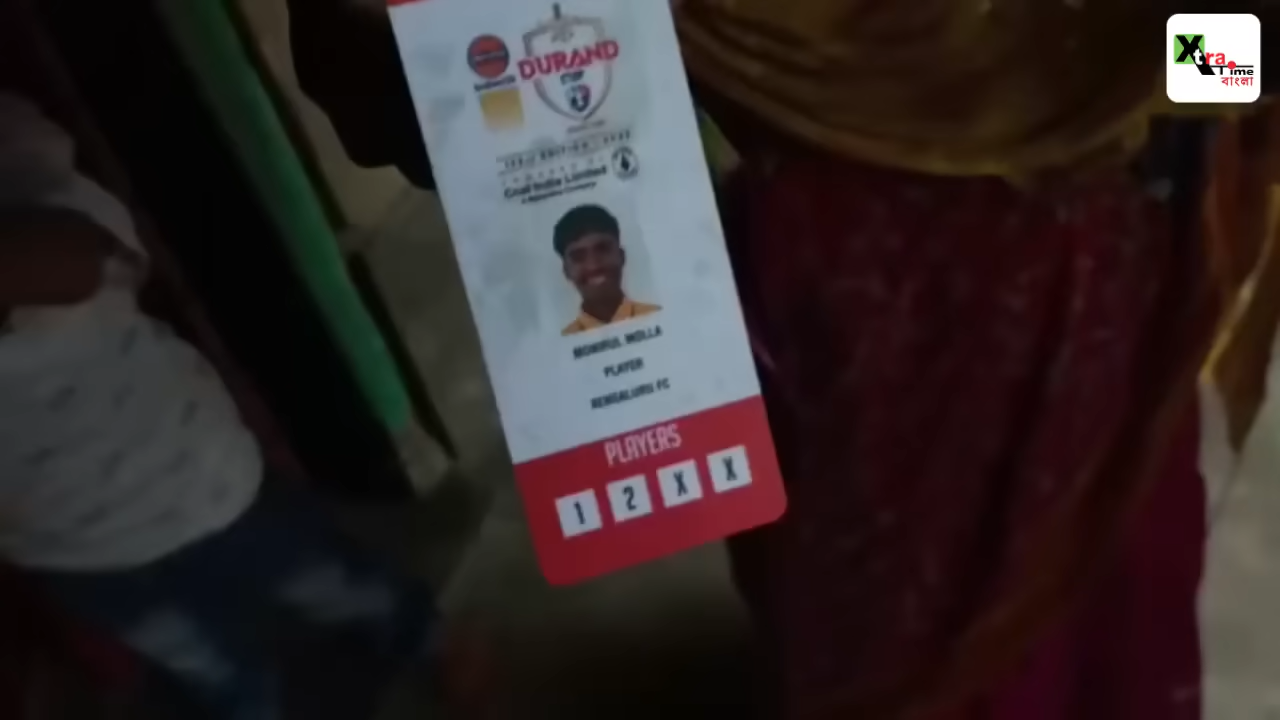 DURAND
CUP
Coal India Limited
MONIRUL MOLLA
PLAYER
BENGALURU FC
PLAYERS
1 2 X X
Xtra
Time
বাংলা